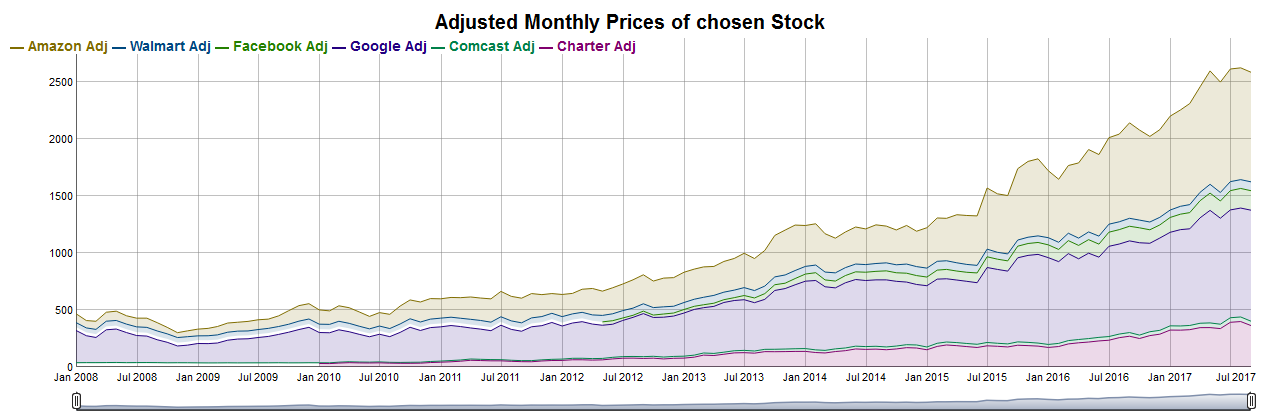 Adjusted Monthly Prices of chosen Stock
Amazon Adj Walmart Adj Facebook Adj Google Adj Comcast Adj Charter Adj
2500
2000
1500
1000
500
0
Jan 2008 Jul 2008 Jan 2009 Jul 2009 Jan 2010 Jul 2010 Jan 2011 Jul 2011 Jan 2012 Jul 2012 Jan 2013 Jul 2013 Jan 2014 Jul 2014 Jan 2015 Jul 2015 Jan 2016 Jul 2016 Jan 2017 Jul 2017